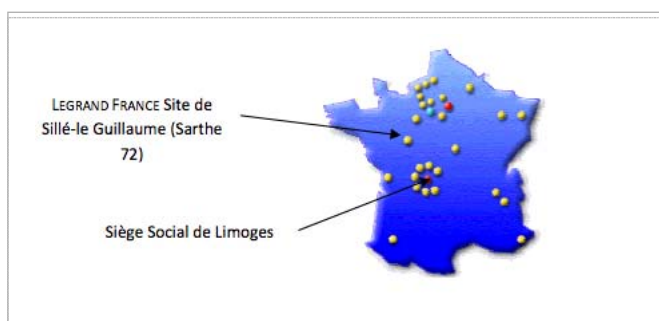 LEGRAND FRANCE Site de
Sillé-le Guillaume (Sarthe
72)
Siège Social de Limoges